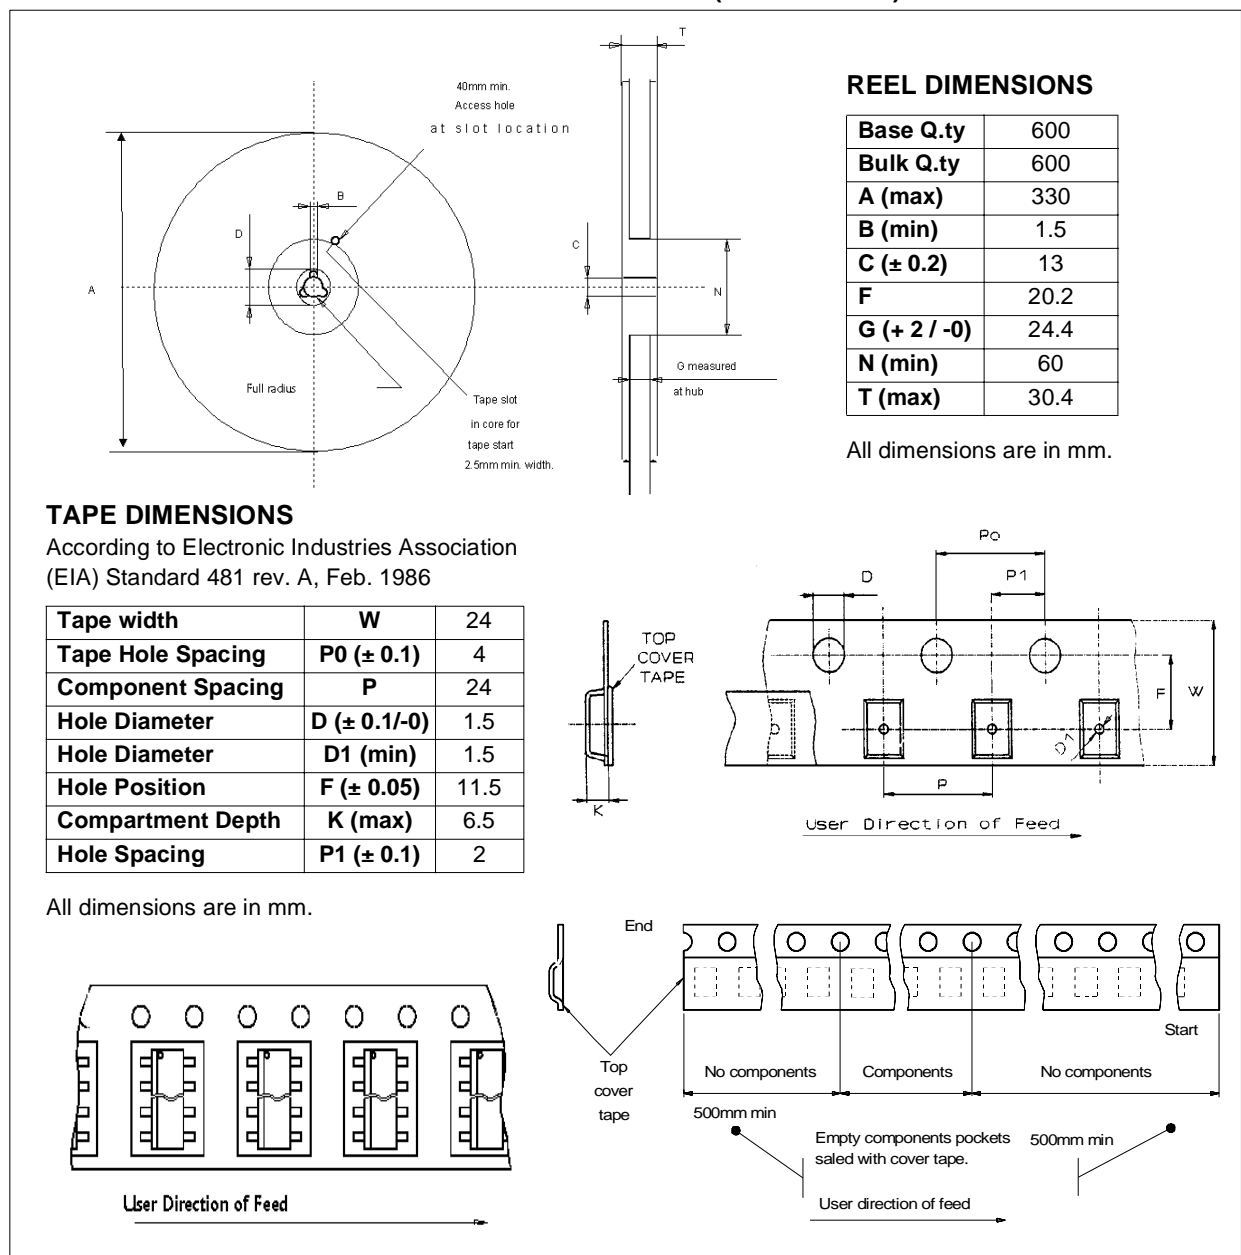 T
40mm min.
Access hole
at slot location
B
D
C
A
N
Full radius
G measured
at hub
Tape slot
in core for
tape start
2.5mm min. width.
REEL DIMENSIONS
Base Q.ty 600
Bulk Q.ty 600
A (max) 330
B (min) 1.5
C (± 0.2) 13
F 20.2
G (+ 2 / -0) 24.4
N (min) 60
T (max) 30.4
All dimensions are in mm.
TAPE DIMENSIONS
According to Electronic Industries Association
(EIA) Standard 481 rev. A, Feb. 1986
Tape width W 24
Tape Hole Spacing P0 (± 0.1) 4
Component Spacing P 24
Hole Diameter D (± 0.1/-0) 1.5
Hole Diameter D1 (min) 1.5
Hole Position F (± 0.05) 11.5
Compartment Depth K (max) 6.5
Hole Spacing P1 (± 0.1) 2
All dimensions are in mm.
Po
D
P1
TOP
COVER
TAPE
F
W
D1
K
P
User Direction of Feed
End
Start
Top
cover
tape
No components
Components
No components
500mm min
500mm min
Empty components pockets
saled with cover tape.
User direction of feed
User Direction of Feed